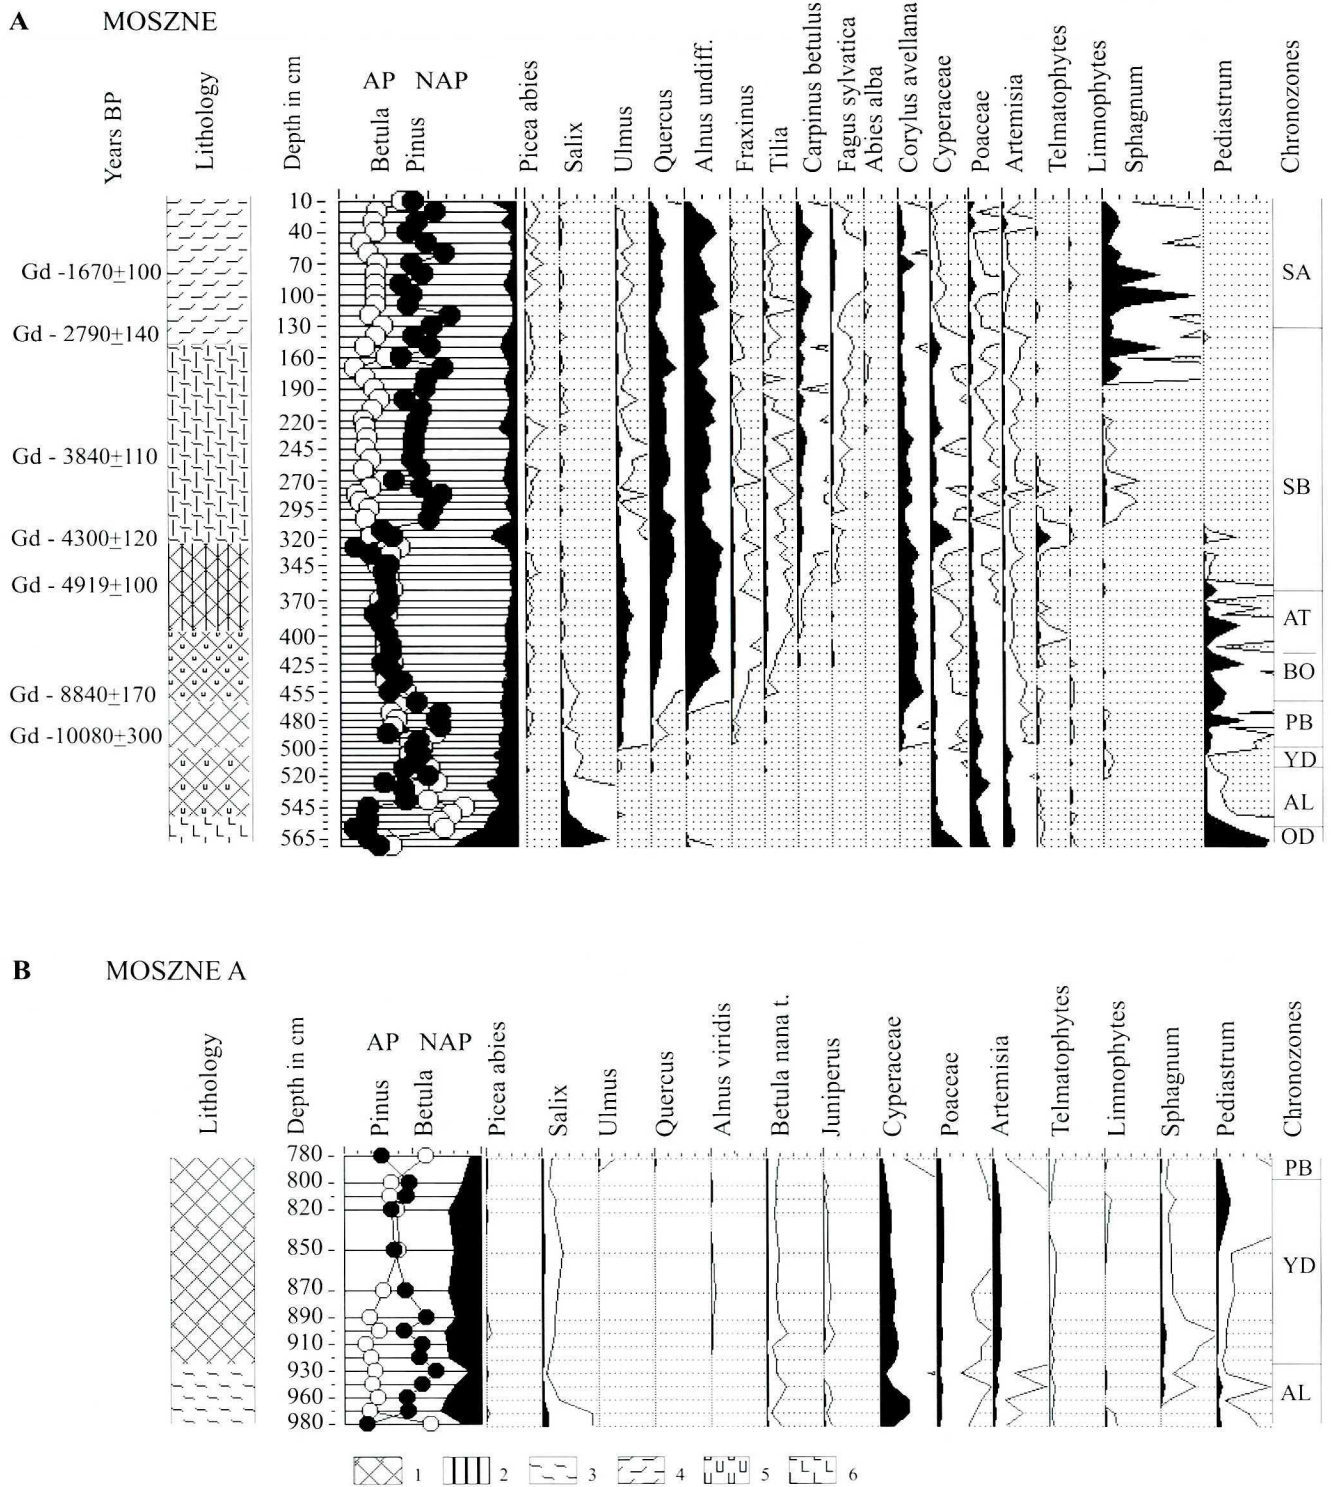 A MOSZNE
Years BP
Lithology
Depth in cm
AP NAP
Betula
Pinus
Picea abies
Salix
Ulmus
Quercus
Alnus undiff.
Fraxinus
Tilia
Carpinus betulus
Fagus sylvatica
Abies alba
Corylus avellana
Cyperaceae
Poaceae
Artemisia
Telmatophytes
Limnophytes
Sphagnum
Pediastrum
Chronozones
Gd -1670±100
Gd - 2790±140
Gd - 3840±110
Gd - 4300±120
Gd - 4919±100
Gd - 8840±170
Gd -10080±300
10
40
70
100
130
160
190
220
245
270
295
320
345
370
400
425
455
480
500
520
545
565
SA
SB
AT
BO
PB
YD
AL
OD
B MOSZNE A
Lithology
Depth in cm
AP NAP
Pinus
Betula
Picea abies
Salix
Ulmus
Quercus
Alnus viridis
Betula nana t.
Juniperus
Cyperaceae
Poaceae
Artemisia
Telmatophytes
Limnophytes
Sphagnum
Pediastrum
Chronozones
780
800
820
850
870
890
910
930
960
980
PB
YD
AL
1 2 3 4 5 6